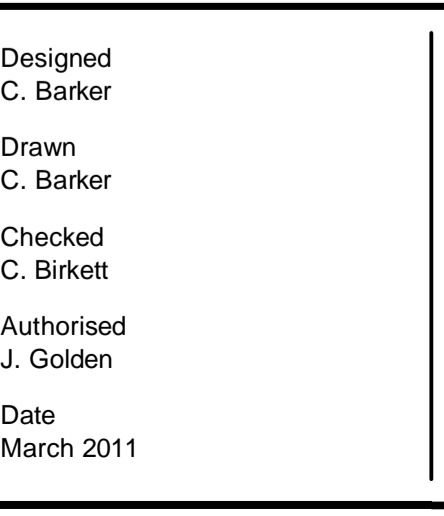 Designed
C. Barker
Drawn
C. Barker
Checked
C. Birkett
Authorised
J. Golden
Date
March 2011